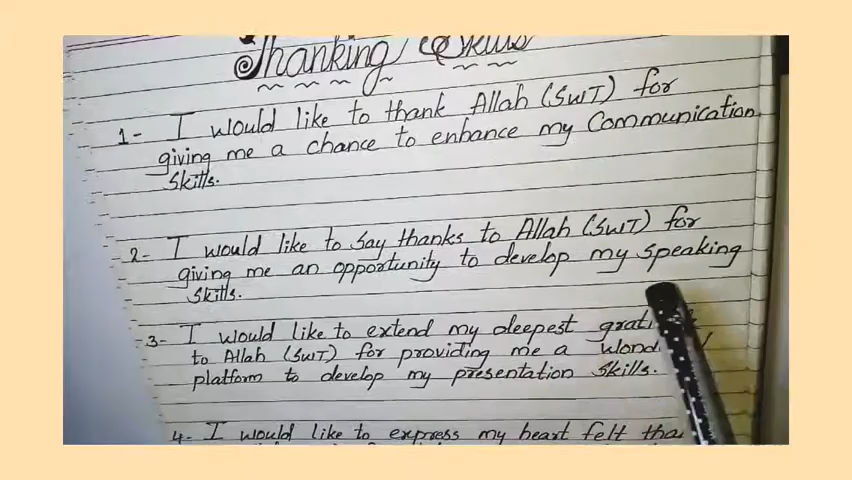 Thanking Skills
1- I would like to thank Allah (SWT) for
giving me a chance to enhance my Communication
Skills.
2- I would like to Say thanks to Allah (SWT) for
giving me an opportunity to develop my Speaking
Skills.
3- I would like to extend my deepest
to Allah (SWT) for providing me a
platform to develop my presentation Skills.
4- I would like to express my heart felt